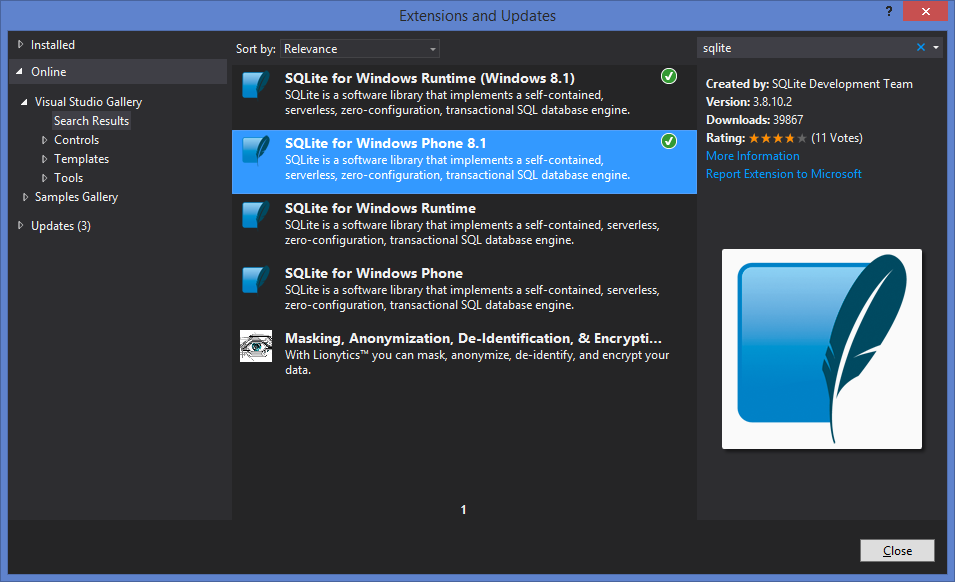 Extensions and Updates
?
Installed
Online
Visual Studio Gallery
Search Results
Controls
Templates
Tools
Samples Gallery
Updates (3)
Sort by: Relevance
SQLite for Windows Runtime (Windows 8.1)
SQLite is a software library that implements a self-contained,
serverless, zero-configuration, transactional SQL database engine.
SQLite for Windows Phone 8.1
SQLite is a software library that implements a self-contained,
serverless, zero-configuration, transactional SQL database engine.
SQLite for Windows Runtime
SQLite is a software library that implements a self-contained, serverless,
zero-configuration, transactional SQL database engine.
SQLite for Windows Phone
SQLite is a software library that implements a self-contained, serverless,
zero-configuration, transactional SQL database engine.
Masking, Anonymization, De-Identification, & Encrypti...
With Lionytics™ you can mask, anonymize, de-identify, and encrypt your
data.
1
sqlite
Created by: SQLite Development Team
Version: 3.8.10.2
Downloads: 39867
Rating: (11 Votes)
More Information
Report Extension to Microsoft
Close